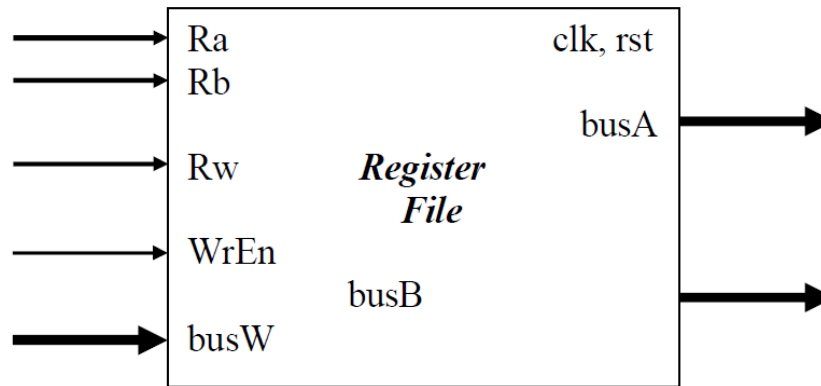 Ra
clk, rst
Rb
busA
Rw
Register
File
WrEn
busB
busW